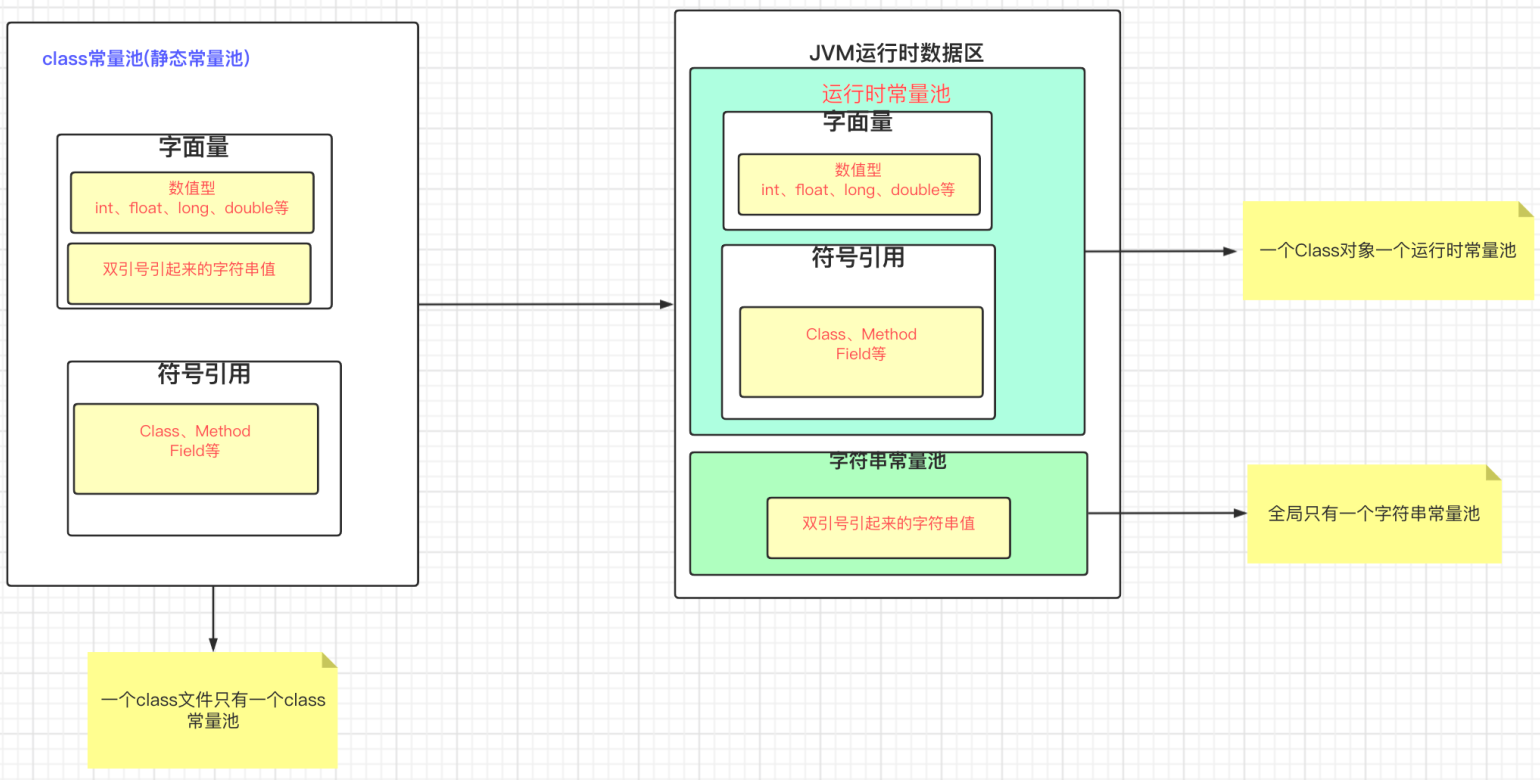 class常量池(静态常量池)
字面量
数值型
int、float、long、double等
双引号引起来的字符串值
符号引用
Class、Method
Field等
一个class文件只有一个class
常量池
JVM运行时数据区
运行时常量池
字面量
数值型
int、float、long、double等
符号引用
Class、Method
Field等
字符串常量池
双引号引起来的字符串值
一个Class对象一个运行时常量池
全局只有一个字符串常量池